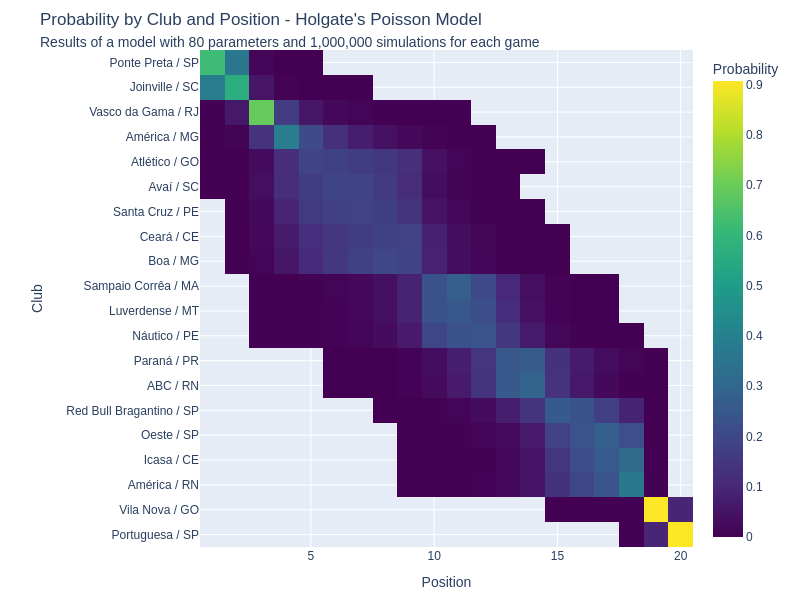 Probability by Club and Position - Holgate's Poisson Model
Results of a model with 80 parameters and 1,000,000 simulations for each game
Probability
Ponte Preta / SP
Joinville / SC
Vasco da Gama / RJ
América / MG
Atlético / GO
Avaí / SC
Santa Cruz / PE
Ceará / CE
Boa / MG
Sampaio Corrêa / MA
Luverdense / MT
Náutico / PE
Paraná / PR
ABC / RN
Red Bull Bragantino / SP
Oeste / SP
Icasa / CE
América / RN
Vila Nova / GO
Portuguesa / SP
Club
5
10
15
20
Position
0.9
0.8
0.7
0.6
0.5
0.4
0.3
0.2
0.1
0